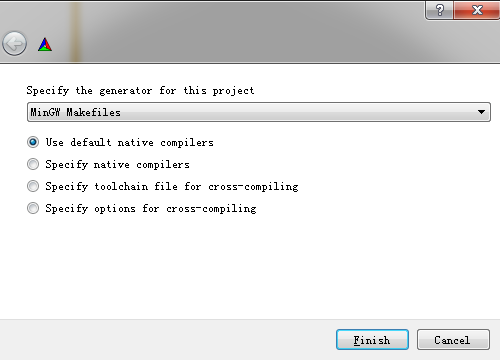 ?
Specify the generator for this project
MinGW Makefiles
Use default native compilers
Specify native compilers
Specify toolchain file for cross-compiling
Specify options for cross-compiling
Finish Cancel